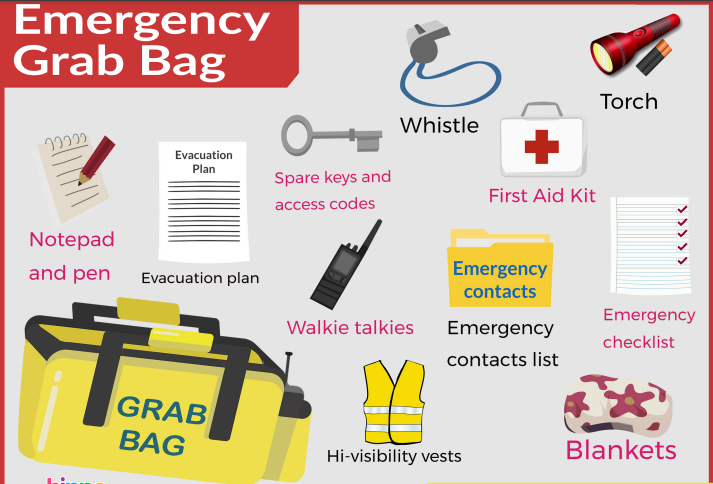 Emergency
Grab Bag
Whistle
Torch
Spare keys and
access codes
First Aid Kit
Evacuation
Plan
Notepad
and pen
Evacuation plan
Emergency
contacts
Walkie talkies
Emergency
contacts list
Emergency
checklist
GRAB
BAG
Hi-visibility vests
Blankets